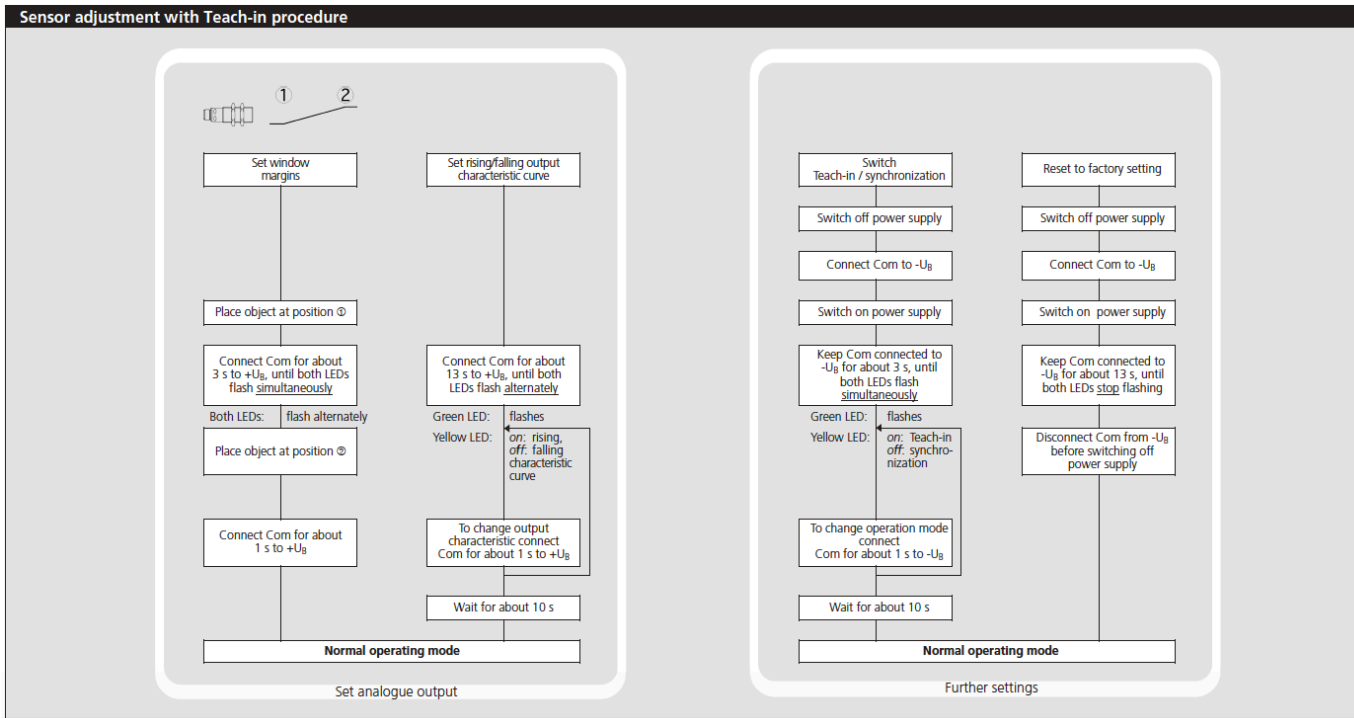 Sensor adjustment with Teach-in procedure
① ②
Set window
margins
Place object at position ①
Connect Com for about
3 s to +UB, until both LEDs
flash simultaneously
Both LEDs: flash alternately
Place object at position ②
Connect Com for about
1 s to +UB
Set rising/falling output
characteristic curve
Connect Com for about
13 s to +UB, until both
LEDs flash alternately
Green LED: flashes
Yellow LED: on: rising,
off: falling
characteristic
curve
To change output
characteristic connect
Com for about 1 s to +UB
Wait for about 10 s
Normal operating mode
Set analogue output
Switch
Teach-in / synchronization
Switch off power supply
Connect Com to -UB
Switch on power supply
Keep Com connected to
-UB for about 3 s, until
both LEDs flash
simultaneously
Green LED: flashes
Yellow LED: on: Teach-in
off: synchro-
nization
To change operation mode
connect
Com for about 1 s to -UB
Wait for about 10 s
Reset to factory setting
Switch off power supply
Connect Com to -UB
Switch on power supply
Keep Com connected to
-UB for about 13 s, until
both LEDs stop flashing
Disconnect Com from -UB
before switching off
power supply
Normal operating mode
Further settings